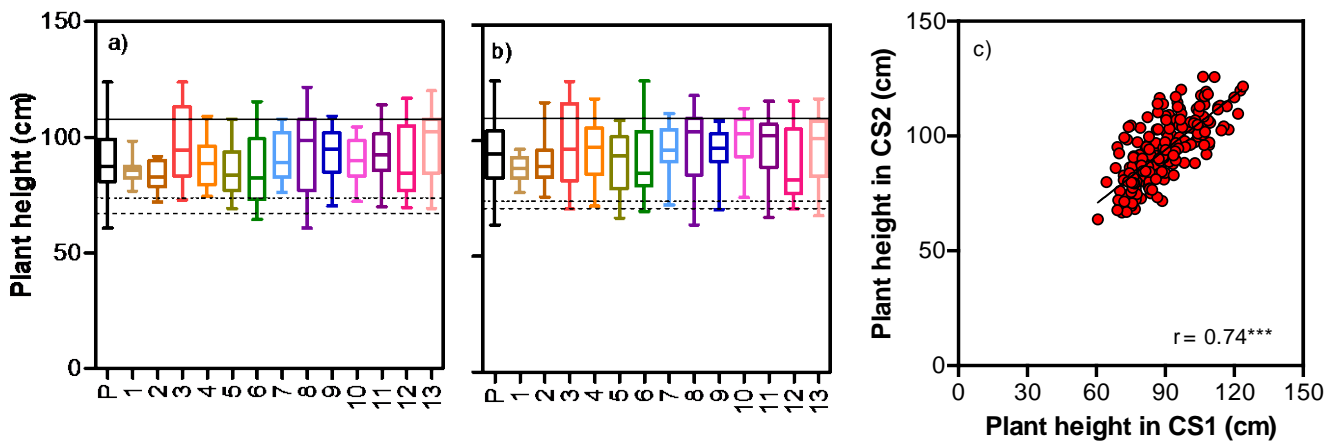 a)
Plant height (cm)
150
100
50
0
P 1 2 3 4 5 6 7 8 9 10 11 12 13
b)
P 1 2 3 4 5 6 7 8 9 10 11 12 13
c)
Plant height in CS2 (cm)
150
100
50
0
r= 0.74***
0 30 60 90 120 150
Plant height in CS1 (cm)